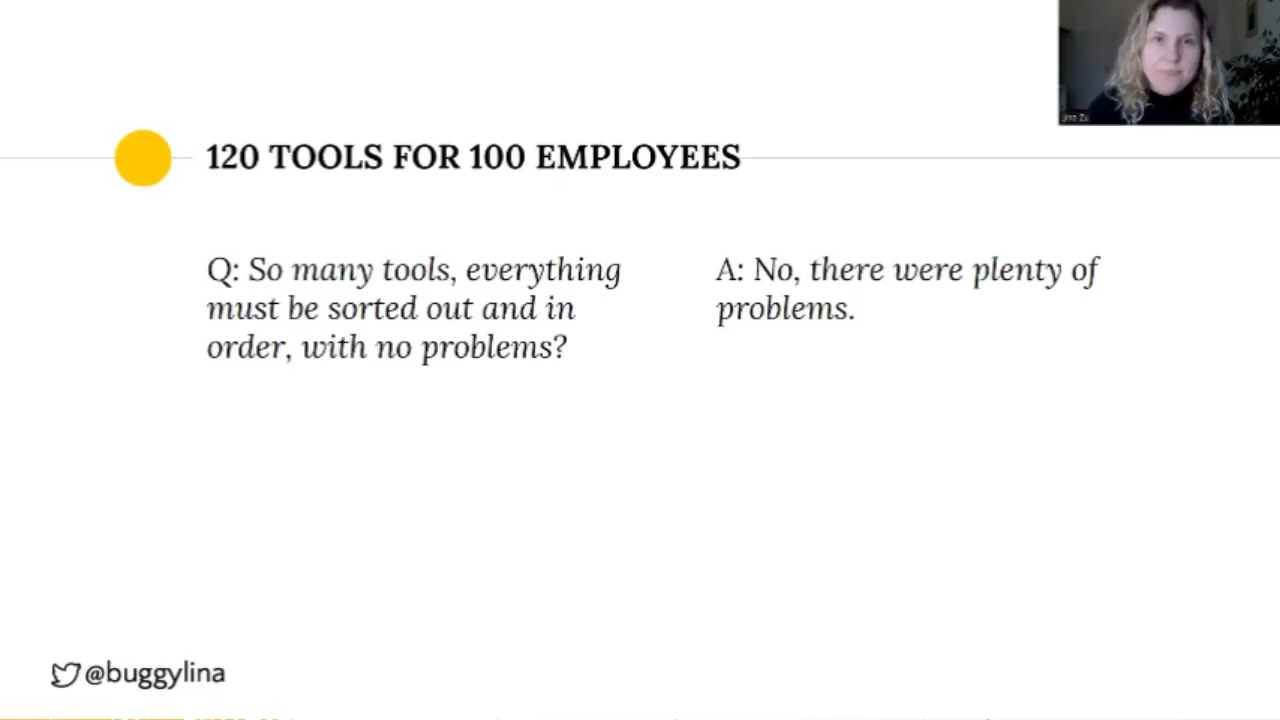 120 TOOLS FOR 100 EMPLOYEES
Q: So many tools, everything
must be sorted out and in
order, with no problems?
A: No, there were plenty of
problems.
@buggylina